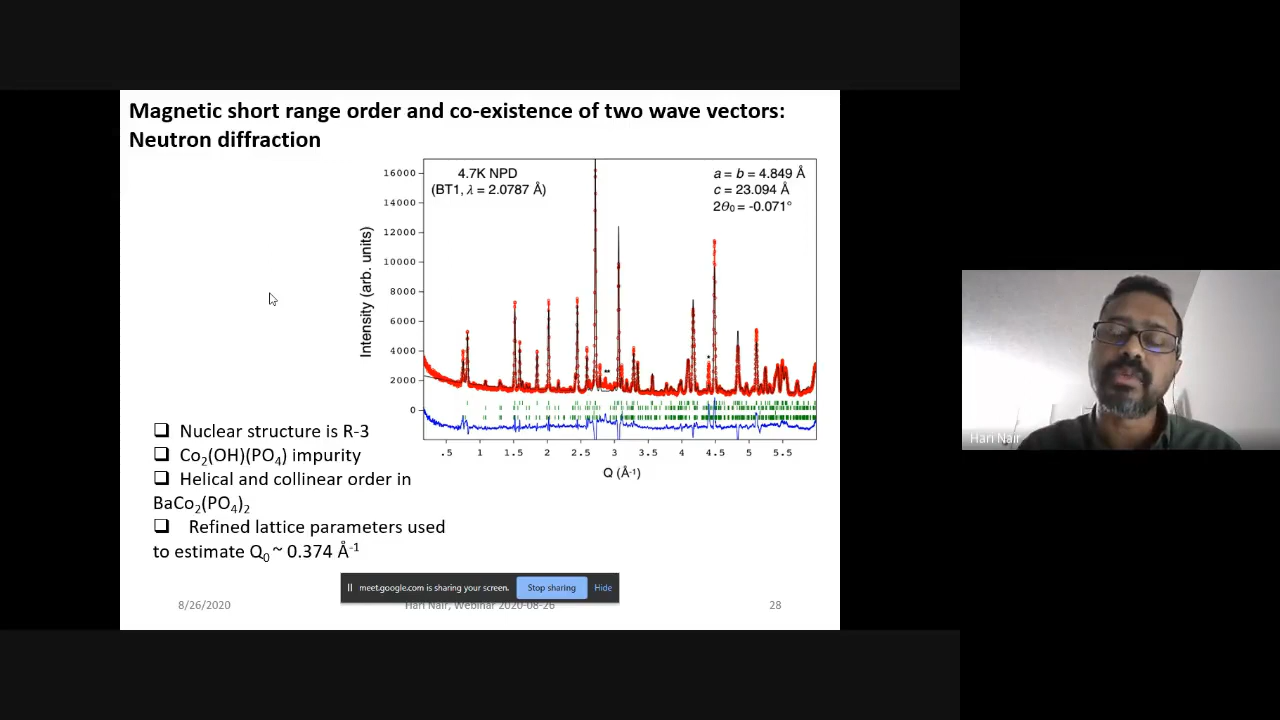 Magnetic short range order and co-existence of two wave vectors:
Neutron diffraction
4.7K NPD
(BT1, λ = 2.0787 Å)
a = b = 4.849 Å
c = 23.094 Å
2Θ₀ = -0.071°
Intensity (arb. units)
16000
14000
12000
10000
8000
6000
4000
2000
0
.5 1 1.5 2 2.5 3 3.5 4 4.5 5 5.5
Q (Å⁻¹)
Nuclear structure is R-3
Co₂(OH)(PO₄) impurity
Helical and collinear order in
BaCo₂(PO₄)₂
Refined lattice parameters used
to estimate Q₀ ~ 0.374 Å⁻¹
meet.google.com is sharing your screen. Stop sharing Hide
8/26/2020 Hari Nair, Webinar 2020-08-26 28
Hari Nair